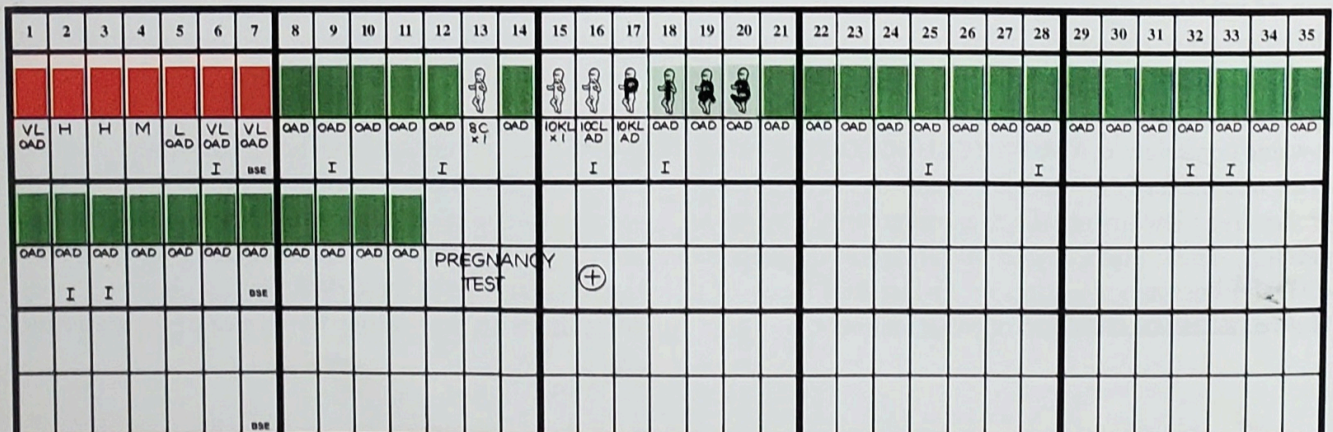 1 2 3 4 5 6 7 8 9 10 11 12 13 14 15 16 17 18 19 20 21 22 23 24 25 26 27 28 29 30 31 32 33 34 35
VL H H M L VL VL OAD OAD OAD OAD OAD 8C OAD 10KL 10CL 10KL OAD OAD OAD OAD OAD OAD OAD OAD OAD OAD OAD OAD OAD OAD OAD OAD OAD OAD
OAD OAD OAD OAD x1 x1 AD AD
I BSE I I I I I I I I
OAD OAD OAD OAD OAD OAD OAD OAD OAD OAD OAD PREGNANCY
TEST +
I I BSE
BSE